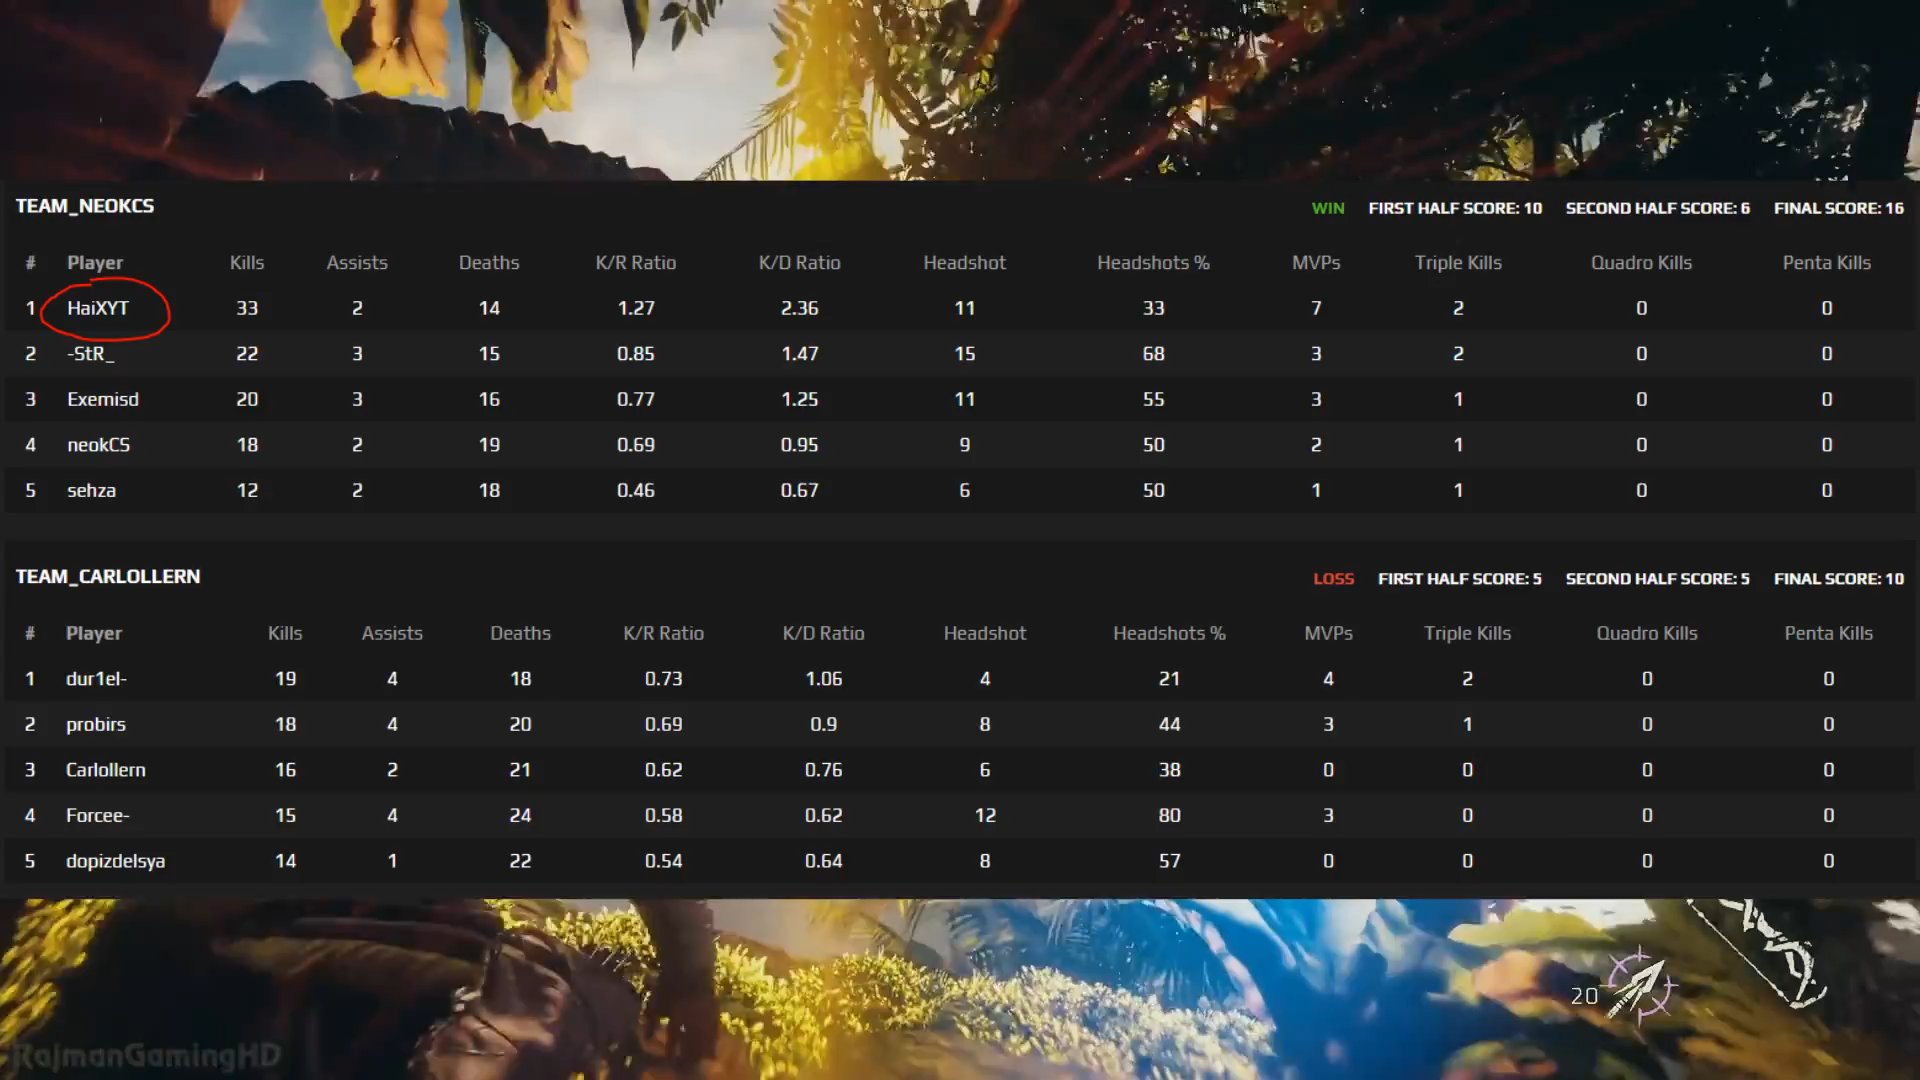 TEAM_NEOKCS WIN FIRST HALF SCORE: 10 SECOND HALF SCORE: 6 FINAL SCORE: 16
# Player Kills Assists Deaths K/R Ratio K/D Ratio Headshot Headshots % MVPs Triple Kills Quadro Kills Penta Kills
1 HaiXYT 33 2 14 1.27 2.36 11 33 7 2 0 0
2 -StR_ 22 3 15 0.85 1.47 15 68 3 2 0 0
3 Exemisd 20 3 16 0.77 1.25 11 55 3 1 0 0
4 neokCS 18 2 19 0.69 0.95 9 50 2 1 0 0
5 sehza 12 2 18 0.46 0.67 6 50 1 1 0 0
TEAM_CARLOLLERN LOSS FIRST HALF SCORE: 5 SECOND HALF SCORE: 5 FINAL SCORE: 10
# Player Kills Assists Deaths K/R Ratio K/D Ratio Headshot Headshots % MVPs Triple Kills Quadro Kills Penta Kills
1 dur1el- 19 4 18 0.73 1.06 4 21 4 2 0 0
2 probirs 18 4 20 0.69 0.9 8 44 3 1 0 0
3 Carlollern 16 2 21 0.62 0.76 6 38 0 0 0 0
4 Forcee- 15 4 24 0.58 0.62 12 80 3 0 0 0
5 dopizdelsya 14 1 22 0.54 0.64 8 57 0 0 0 0
20
RajmanGamingHD